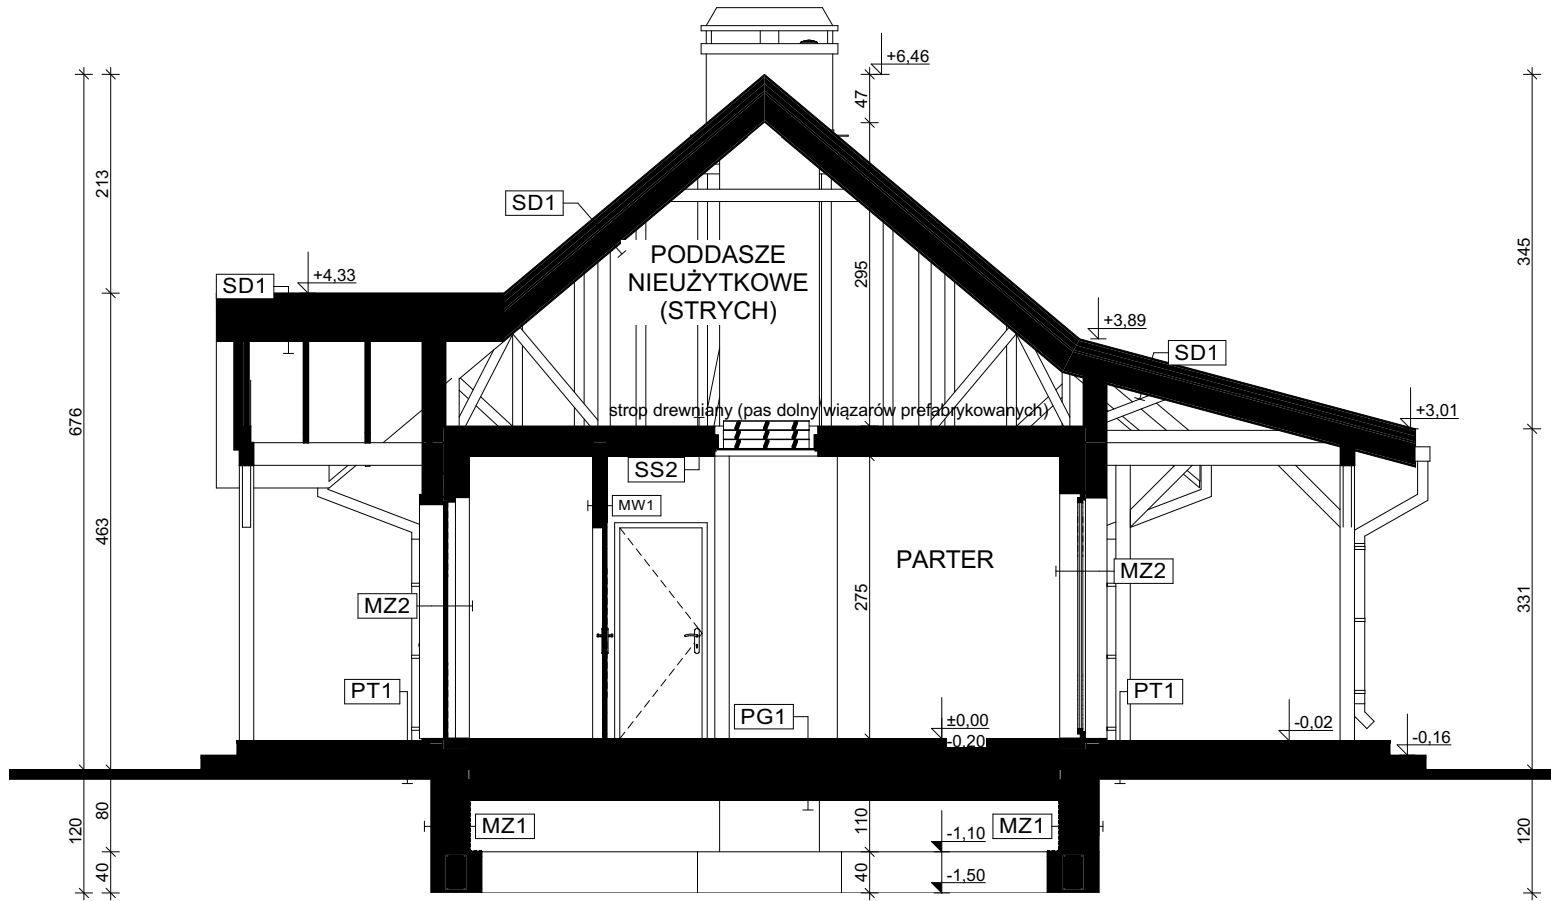 +6,46
47
213
SD1
PODDASZE
NIEUŻYTKOWE
(STRYCH)
295
345
+4,33
SD1
+3,89
SD1
676
strop drewniany (pas dolny wiązarów prefabrykowanych)
+3,01
SS2
MW1
463
PARTER
MZ2
275
331
MZ2
PT1
PG1
±0,00
-0,20
PT1
-0,02
-0,16
120
80
MZ1
110
MZ1
-1,10
120
40
40
-1,50